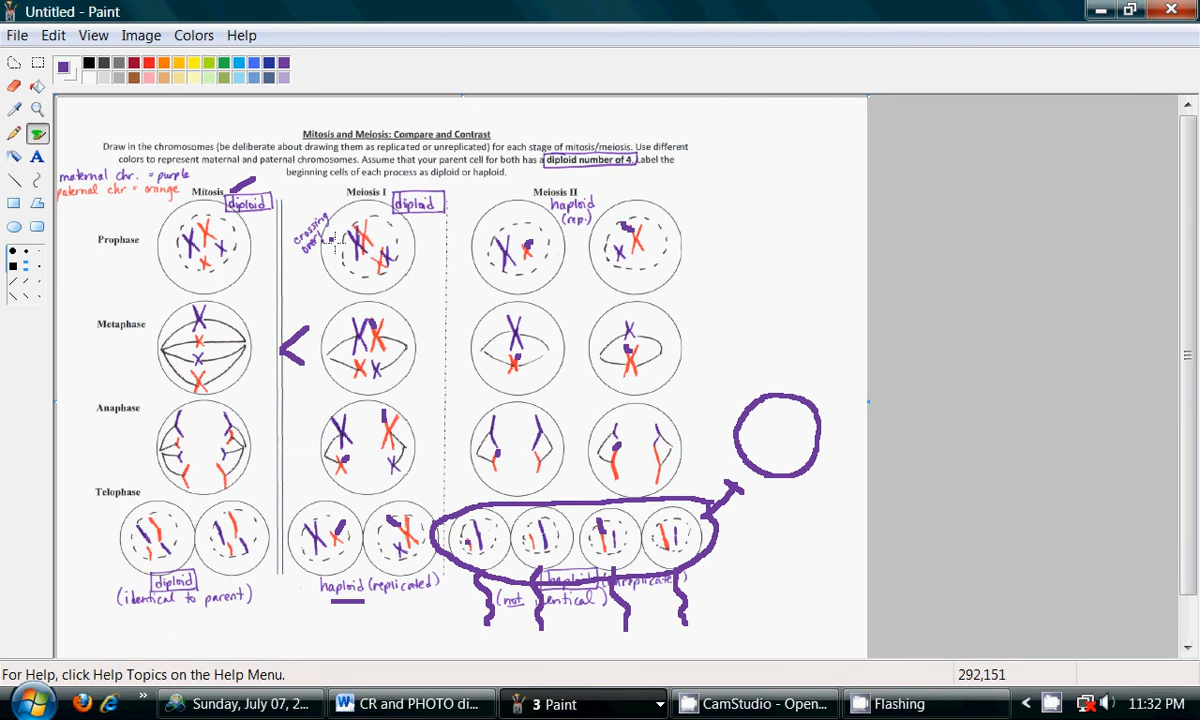 Untitled - Paint
File Edit View Image Colors Help
Mitosis and Meiosis: Compare and Contrast
Draw in the chromosomes (be deliberate about drawing them as replicated or unreplicated) for each stage of mitosis/meiosis. Use different
colors to represent maternal and paternal chromosomes. Assume that your parent cell for both has a diploid number of 4. Label the
beginning cells of each process as diploid or haploid.
maternal chr. = purple
paternal chr = orange
Mitosis
Meiosis I
Meiosis II
diploid
diploid
haploid
(rep.)
crossing
over!
Prophase
Metaphase
Anaphase
Telophase
diploid
(identical to parent)
haploid (replicated)
haploid
(not identical)
For Help, click Help Topics on the Help Menu.
292,151
Sunday, July 07, 2...
CR and PHOTO di...
3 Paint
CamStudio - Open...
Flashing
11:32 PM